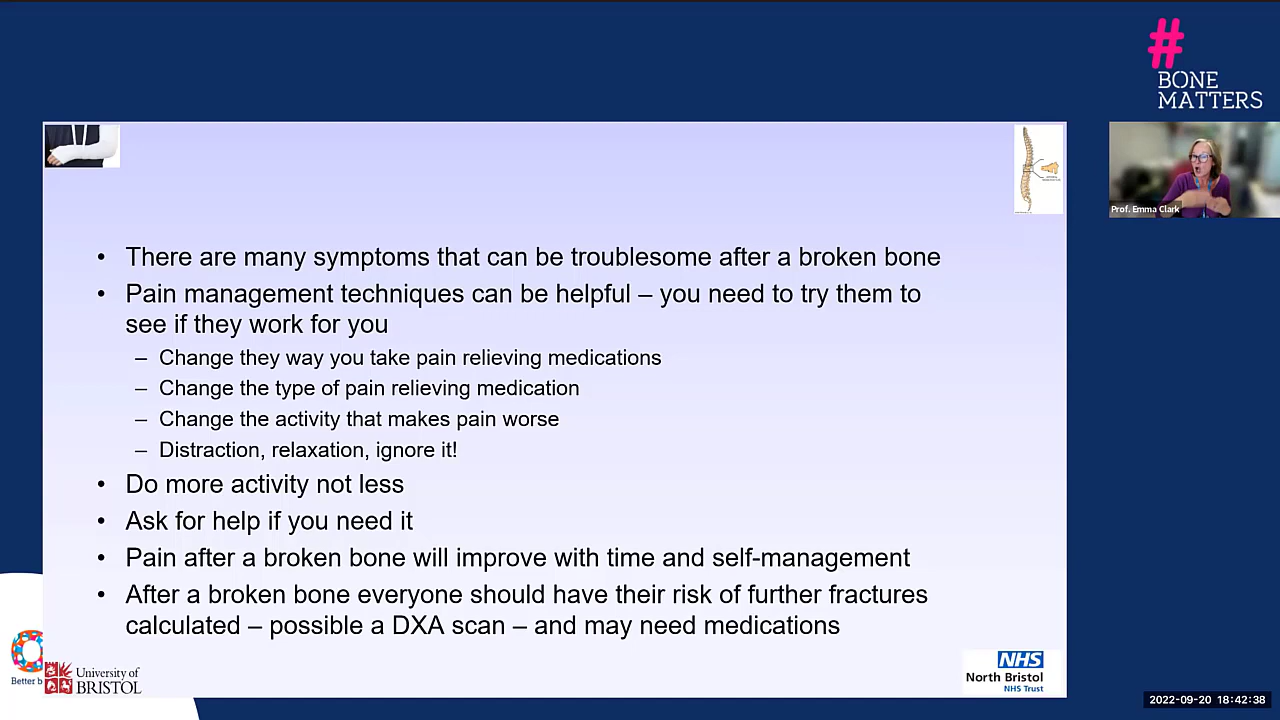 #
BONE
MATTERS
Prof. Emma Clark
• There are many symptoms that can be troublesome after a broken bone
• Pain management techniques can be helpful – you need to try them to
see if they work for you
– Change they way you take pain relieving medications
– Change the type of pain relieving medication
– Change the activity that makes pain worse
– Distraction, relaxation, ignore it!
• Do more activity not less
• Ask for help if you need it
• Pain after a broken bone will improve with time and self-management
• After a broken bone everyone should have their risk of further fractures
calculated – possible a DXA scan – and may need medications
Better b
University of
BRISTOL
NHS
North Bristol
NHS Trust
2022-09-20 18:42:38